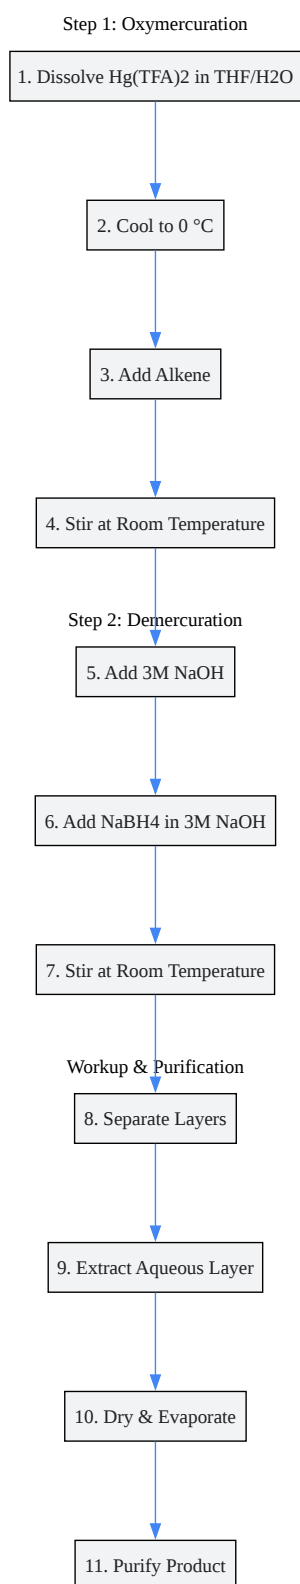 Step 1: Oxymercuration
1. Dissolve Hg(TFA)2 in THF/H2O
2. Cool to 0 °C
3. Add Alkene
4. Stir at Room Temperature
Step 2: Demercuration
5. Add 3M NaOH
6. Add NaBH4 in 3M NaOH
7. Stir at Room Temperature
Workup & Purification
8. Separate Layers
9. Extract Aqueous Layer
10. Dry & Evaporate
11. Purify Product